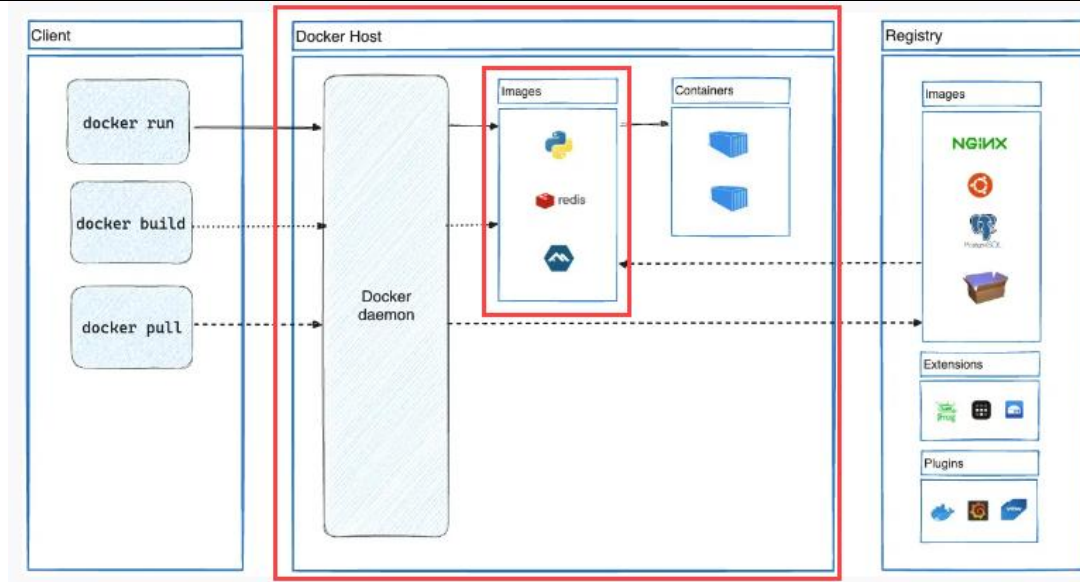 Client
docker run
docker build
docker pull
Docker Host
Docker
daemon
Images
redis
Containers
Registry
Images
NGINX
PostgreSQL
Extensions
Plugins